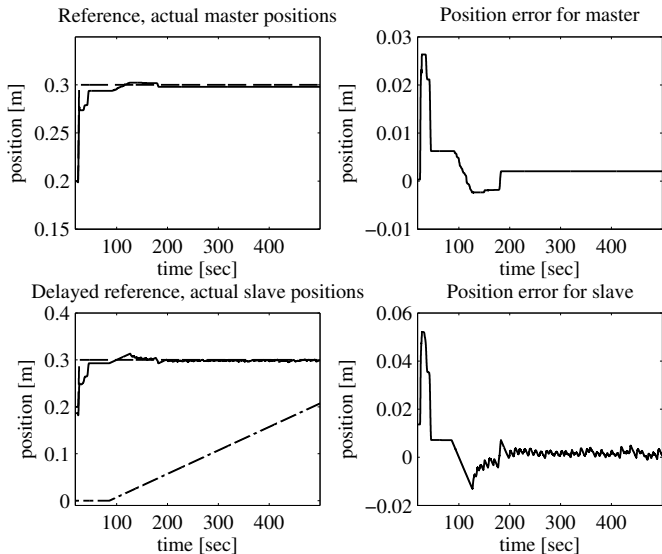 Reference, actual master positions
position [m]
0.3
0.25
0.2
0.15
100 200 300 400
time [sec]
Position error for master
position [m]
0.03
0.02
0.01
0
−0.01
100 200 300 400
time [sec]
Delayed reference, actual slave positions
position [m]
0.4
0.3
0.2
0.1
0
100 200 300 400
time [sec]
Position error for slave
position [m]
0.06
0.04
0.02
0
−0.02
100 200 300 400
time [sec]